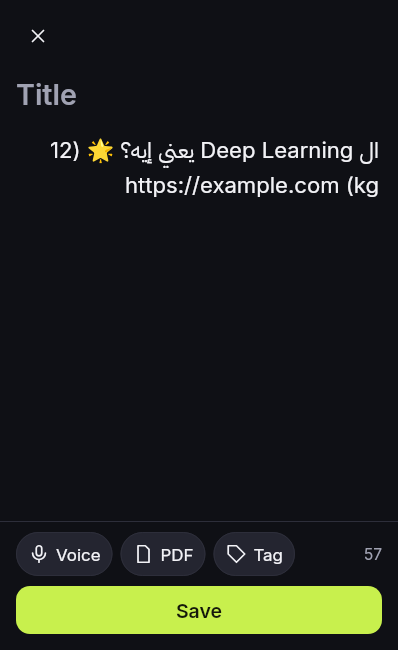 Title
ال Deep Learning يعني إيه؟ 🌟 (12
kg) https://example.com
Voice
PDF
Tag
57
Save